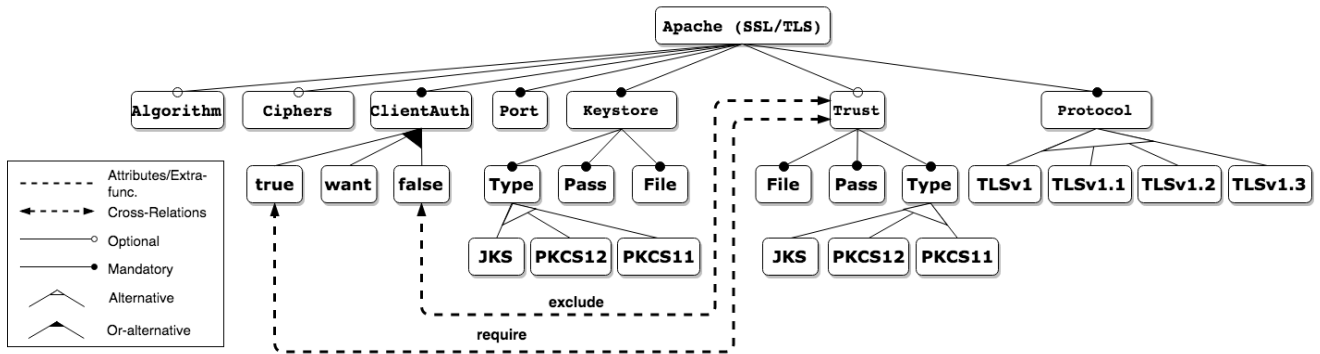 Apache (SSL/TLS)
Algorithm
Ciphers
ClientAuth
Port
Keystore
Trust
Protocol
true
want
false
Type
Pass
File
File
Pass
Type
TLSv1
TLSv1.1
TLSv1.2
TLSv1.3
JKS
PKCS12
PKCS11
JKS
PKCS12
PKCS11
Attributes/Extra-
func.
Cross-Relations
Optional
Mandatory
Alternative
Or-alternative
exclude
require